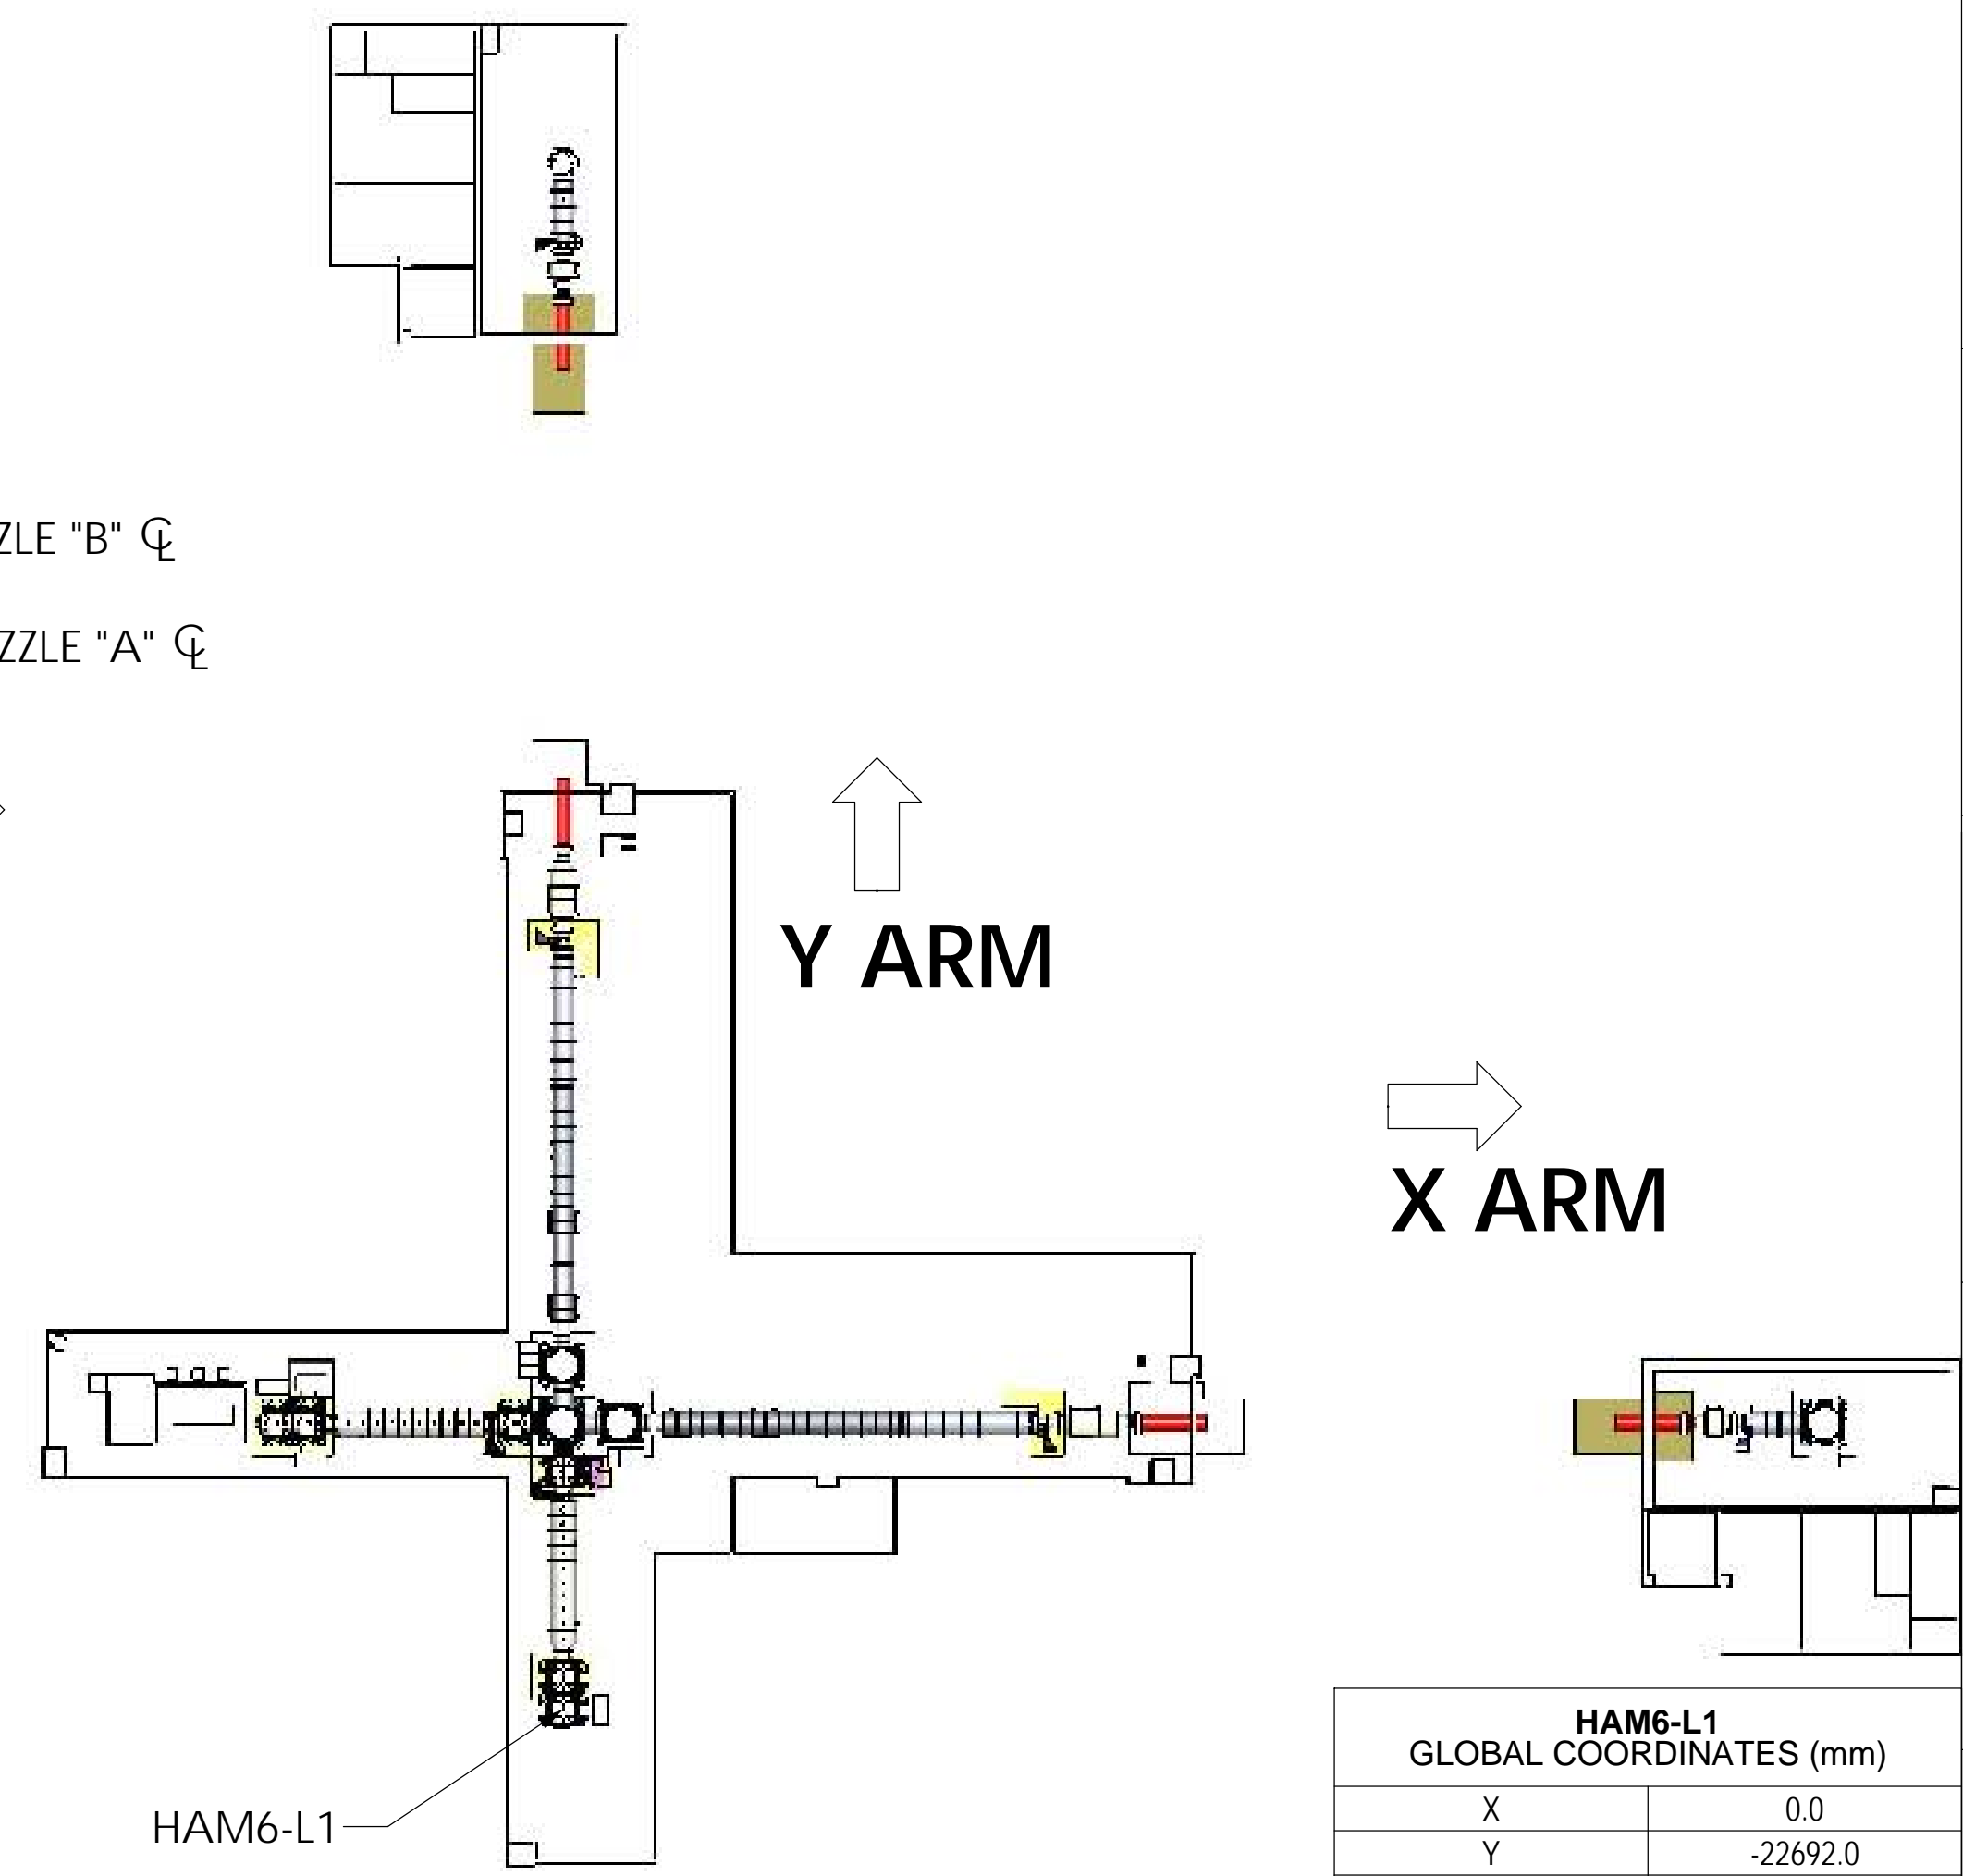 ZLE "B" ℄
ZZLE "A" ℄
Y ARM
X ARM
HAM6-L1
HAM6-L1
GLOBAL COORDINATES (mm)
X 0.0
Y -22692.0